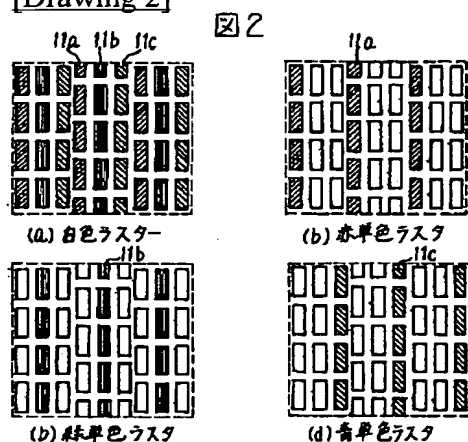 [Drawing 2]
図2
11a 11b 11c
11a
(a) 白色ラスター
(b) 赤単色ラスタ
11b
11c
(b) 緑単色ラスタ
(d) 青単色ラスタ